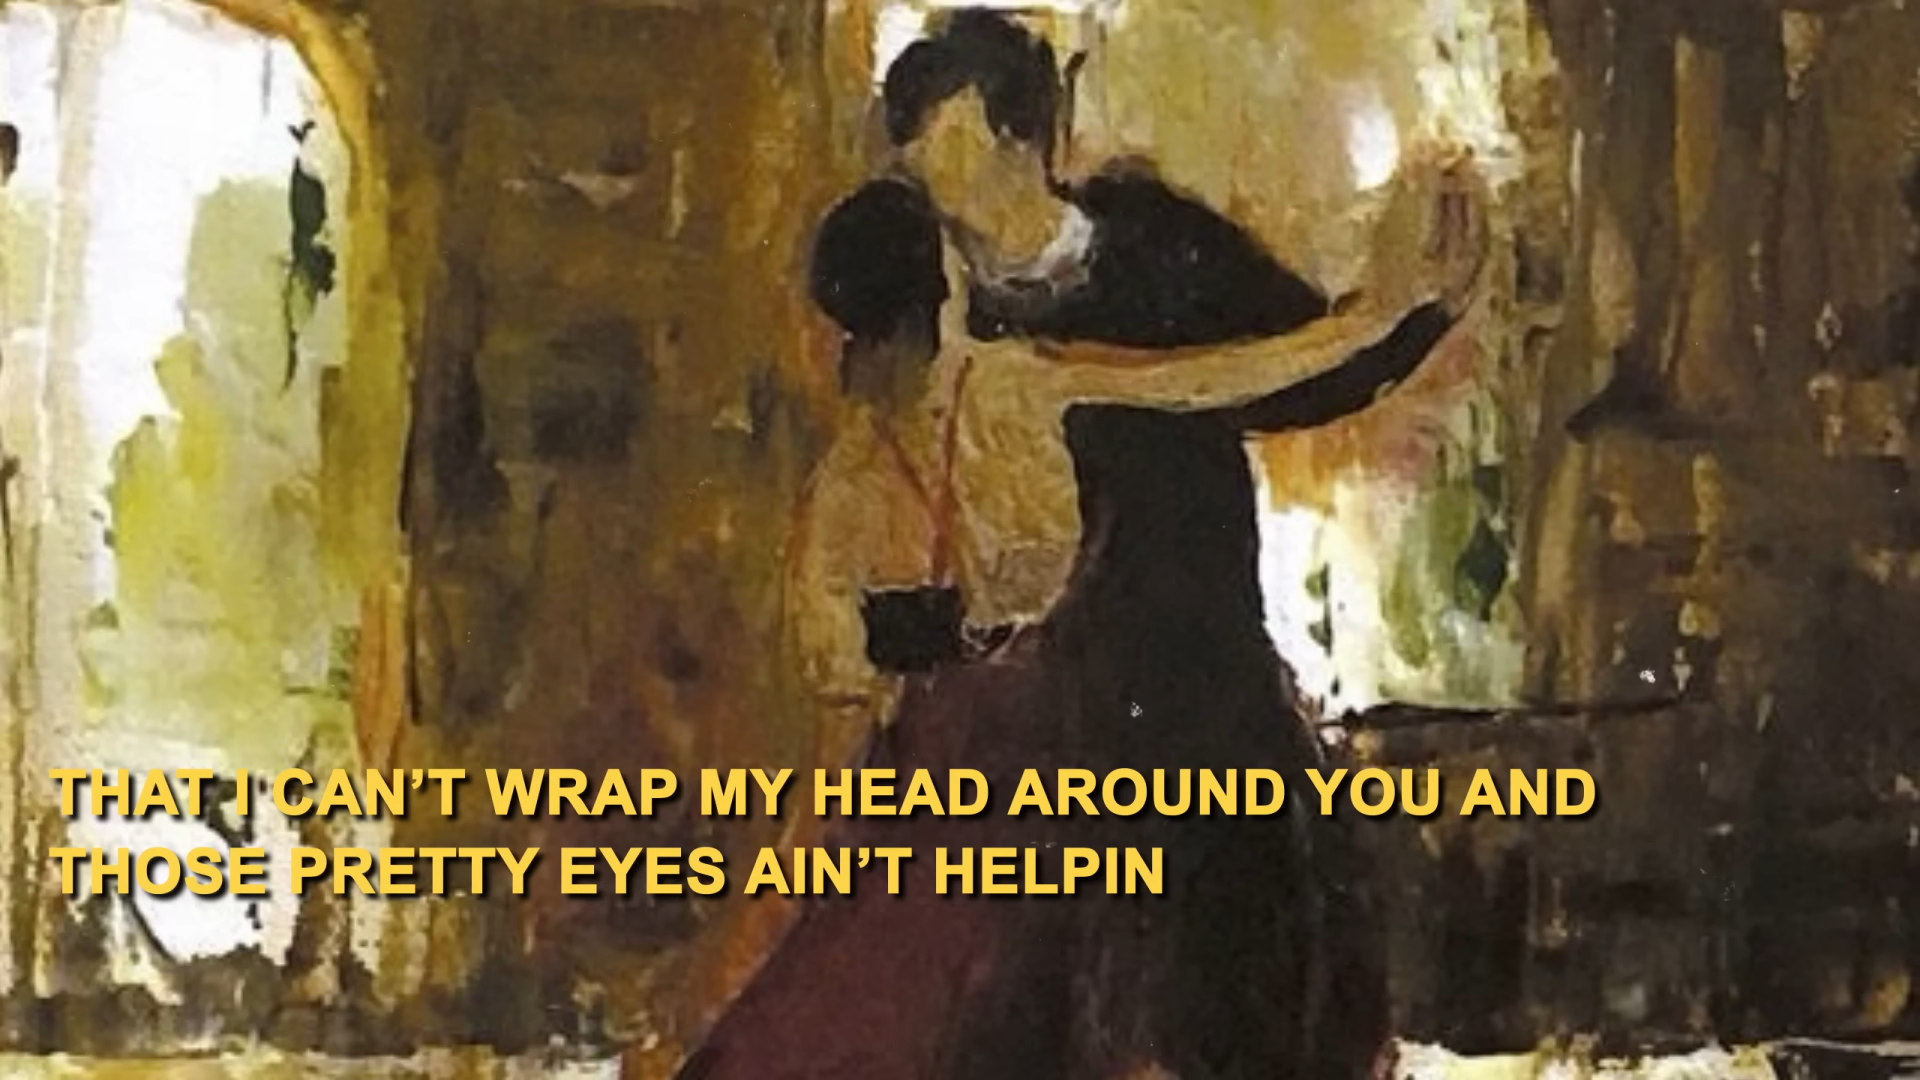 THAT I CAN’T WRAP MY HEAD AROUND YOU AND
THOSE PRETTY EYES AIN’T HELPIN